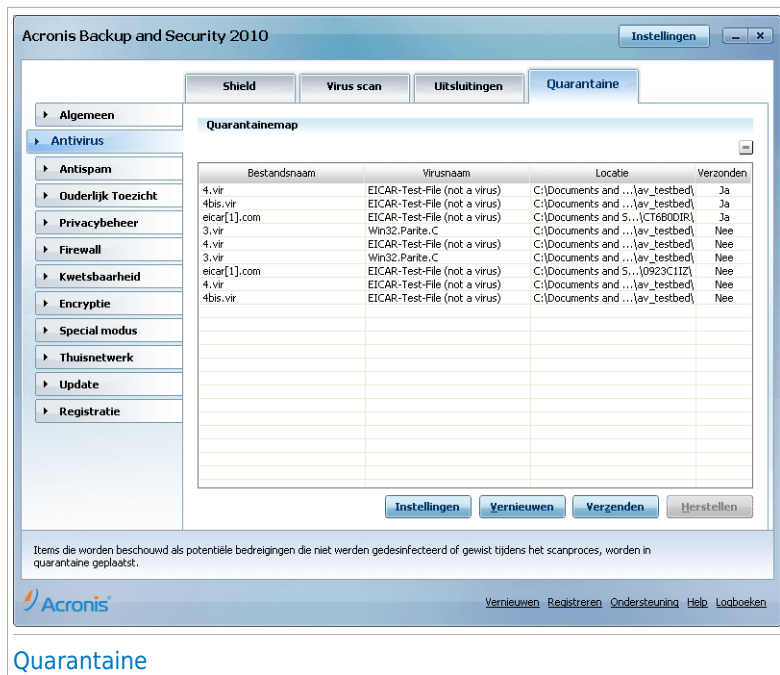 Acronis Backup and Security 2010
Instellingen
Shield
Virus scan
Uitsluitingen
Quarantaine
Algemeen
Antivirus
Antispam
Ouderlijk Toezicht
Privacybeheer
Firewall
Kwetsbaarheid
Encryptie
Special modus
Thuisnetwerk
Update
Registratie
Quarantainemap
Bestandsnaam Virusnaam Locatie Verzonden
4.vir EICAR-Test-File (not a virus) C:\Documents and ...\av_testbed\ Ja
4bis.vir EICAR-Test-File (not a virus) C:\Documents and ...\av_testbed\ Ja
eicar[1].com EICAR-Test-File (not a virus) C:\Documents and S...\CT6B0DIR\ Ja
3.vir Win32.Parite.C C:\Documents and ...\av_testbed\ Nee
4.vir EICAR-Test-File (not a virus) C:\Documents and ...\av_testbed\ Nee
3.vir Win32.Parite.C C:\Documents and ...\av_testbed\ Nee
eicar[1].com EICAR-Test-File (not a virus) C:\Documents and S...\0923C1IZ\ Nee
4.vir EICAR-Test-File (not a virus) C:\Documents and ...\av_testbed\ Nee
4bis.vir EICAR-Test-File (not a virus) C:\Documents and ...\av_testbed\ Nee
Instellingen Vernieuwen Verzenden Herstellen
Items die worden beschouwd als potentiële bedreigingen die niet werden gedesinfecteerd of gewist tijdens het scanproces, worden in
quarantaine geplaatst.
Acronis
Vernieuwen Registreren Ondersteuning Help Logboeken
Quarantaine